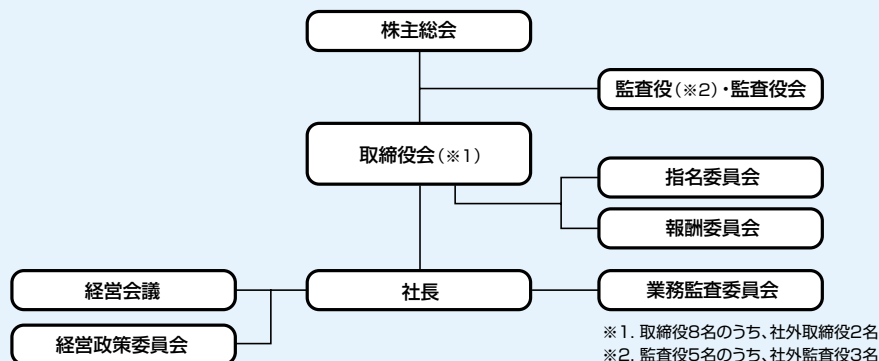 株主総会
監査役(※2)・監査役会
取締役会(※1)
指名委員会
報酬委員会
経営会議
社長
業務監査委員会
経営政策委員会
※1. 取締役8名のうち、社外取締役2名
※2. 監査役5名のうち、社外監査役3名